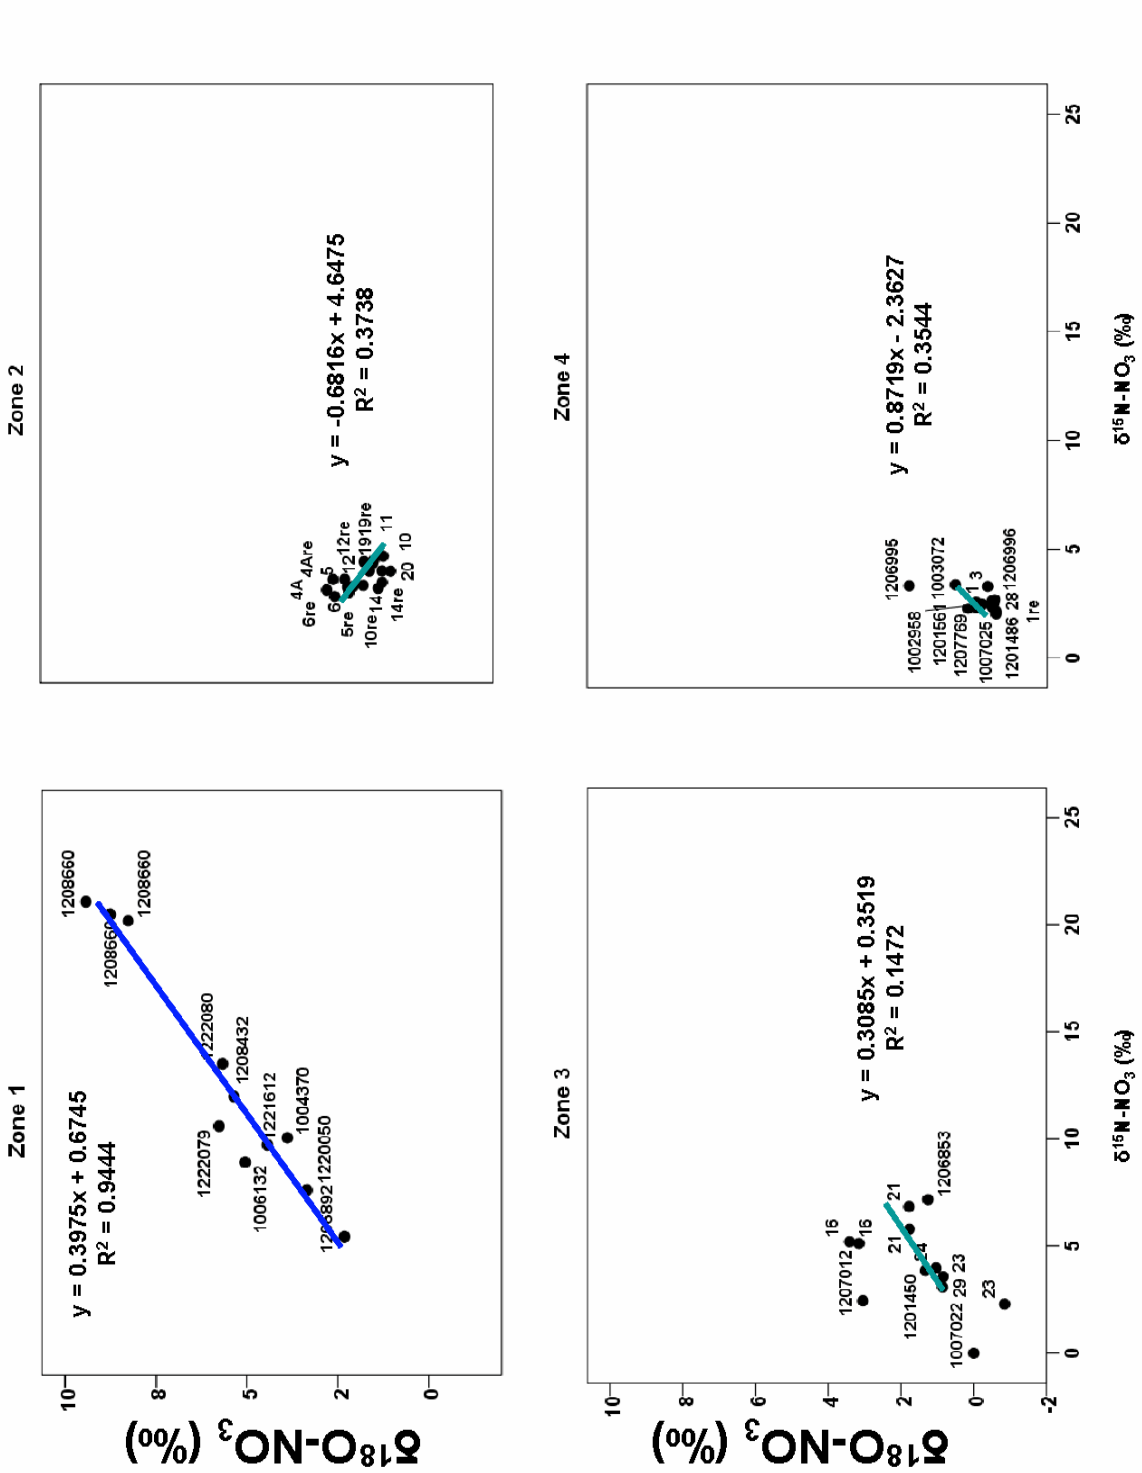 Zone 1
y = 0.3975x + 0.6745
R² = 0.9444
1208660
1208660
1208660
1222080
1208432
1222079
1221612
1004370
1006132
1220050
1206892
10
8
5
2
0
δ¹⁸O-NO₃ (‰)
Zone 2
y = -0.6816x + 4.6475
R² = 0.3738
4A
4Are
6re
5
6
5re
12
12re
19
19re
11
10
10re
14
14re
20
Zone 3
y = 0.3085x + 0.3519
R² = 0.1472
16
16
1207012
21
21
1206853
1201450
23
29
23
1007022
10
8
6
4
2
0
-2
δ¹⁸O-NO₃ (‰)
0
5
10
15
20
25
δ¹⁵N-NO₃ (‰)
Zone 4
y = 0.8719x - 2.3627
R² = 0.3544
1206995
1003072
1002958
1201561
1207769
1
3
1007025
1201486
28
1206996
1re
0
5
10
15
20
25
δ¹⁵N-NO₃ (‰)